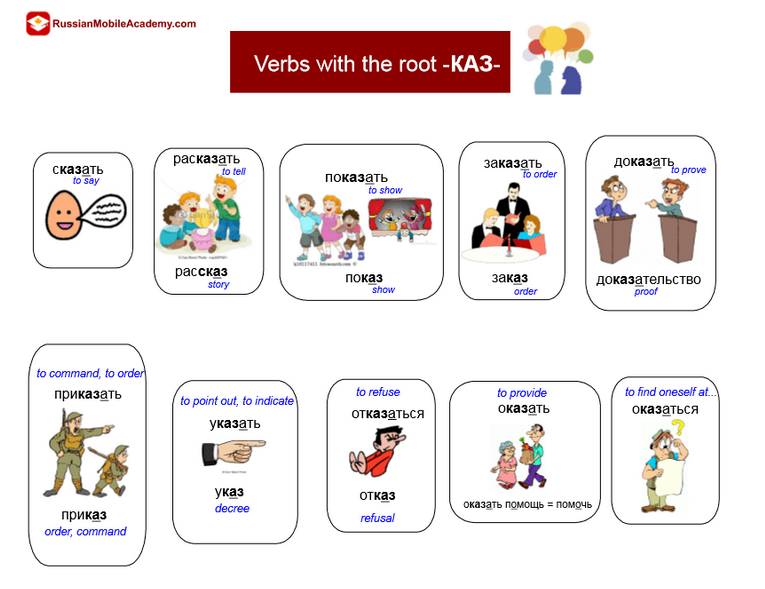 RussianMobileAcademy.com
Verbs with the root -КАЗ-
сказать
to say
рассказать
to tell
рассказ
story
показать
to show
показ
show
заказать
to order
заказ
order
доказать
to prove
доказательство
proof
to command, to order
приказать
приказ
order, command
to point out, to indicate
указать
указ
decree
to refuse
отказаться
отказ
refusal
to provide
оказать
оказать помощь = помочь
to find oneself at...
оказаться